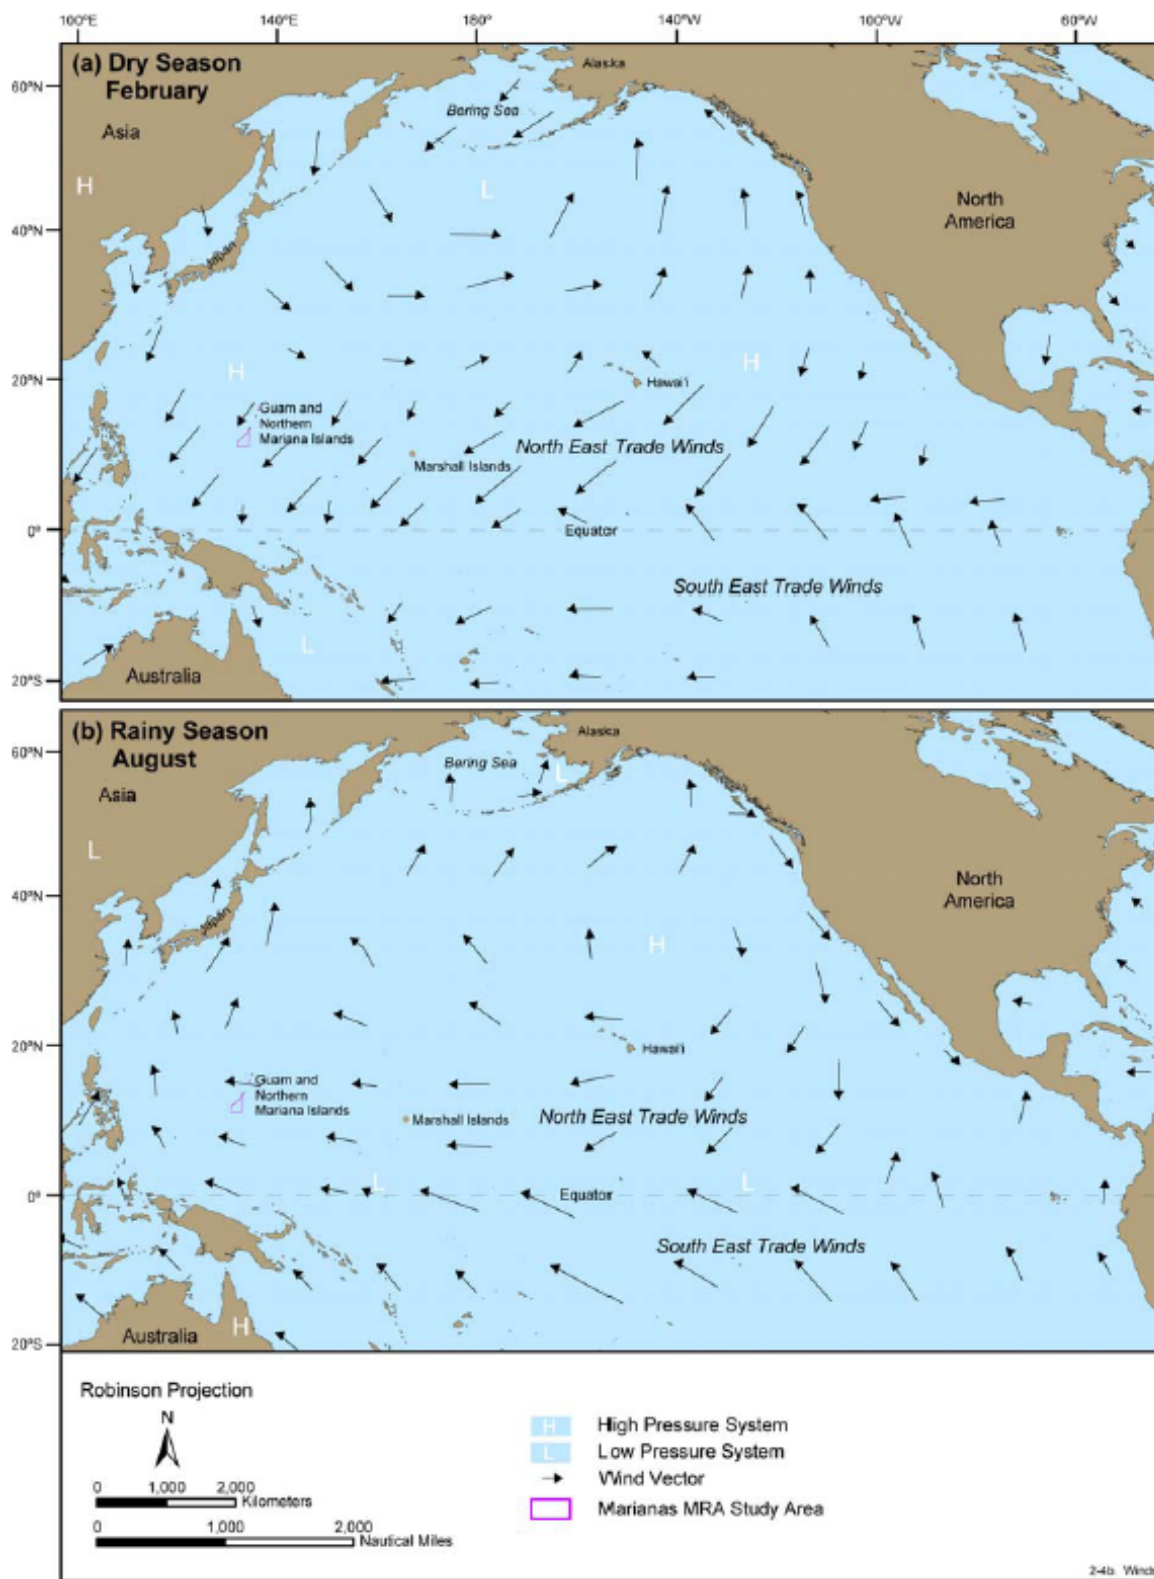 100°E 140°E 180° 140°W 100°W 60°W
(a) Dry Season
February
Alaska
60°N
Bering Sea
Asia
H
L
North
America
40°N
Japan
H
H
20°N
Hawai'i
Guam and
Northern
Mariana Islands
North East Trade Winds
Marshall Islands
0°
Equator
South East Trade Winds
L
Australia
20°S
(b) Rainy Season
August
Alaska
60°N
Bering Sea
L
Asia
L
North
America
40°N
Japan
H
20°N
Hawai'i
Guam and
Northern
Mariana Islands
North East Trade Winds
Marshall Islands
L
L
0°
Equator
South East Trade Winds
H
Australia
20°S
Robinson Projection
N
0 1,000 2,000
Kilometers
0 1,000 2,000
Nautical Miles
H High Pressure System
L Low Pressure System
Wind Vector
Marianas MRA Study Area
2-4b. Winds